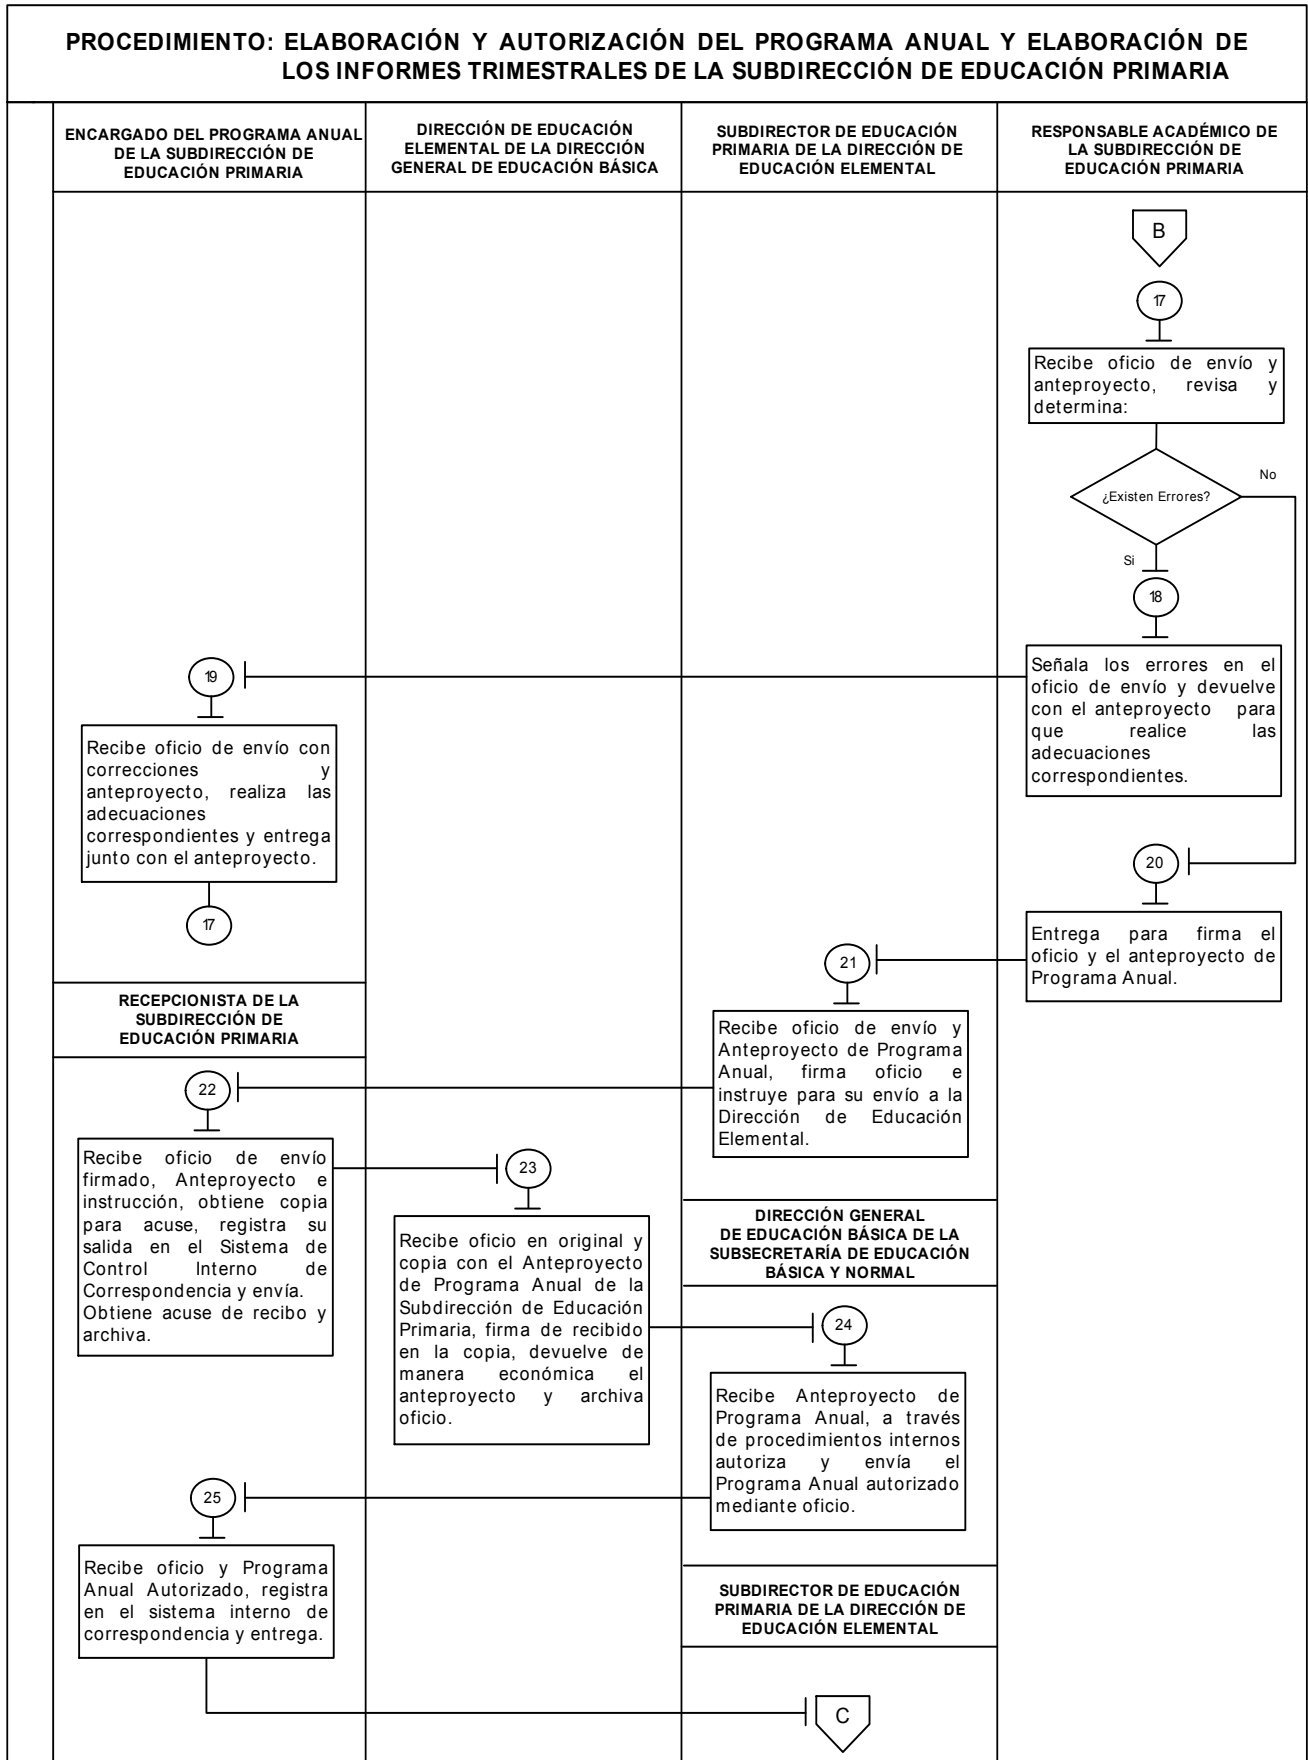 PROCEDIMIENTO: ELABORACIÓN Y AUTORIZACIÓN DEL PROGRAMA ANUAL Y ELABORACIÓN DE
LOS INFORMES TRIMESTRALES DE LA SUBDIRECCIÓN DE EDUCACIÓN PRIMARIA
ENCARGADO DEL PROGRAMA ANUAL
DE LA SUBDIRECCIÓN DE
EDUCACIÓN PRIMARIA
DIRECCIÓN DE EDUCACIÓN
ELEMENTAL DE LA DIRECCIÓN
GENERAL DE EDUCACIÓN BÁSICA
SUBDIRECTOR DE EDUCACIÓN
PRIMARIA DE LA DIRECCIÓN DE
EDUCACIÓN ELEMENTAL
RESPONSABLE ACADÉMICO DE
LA SUBDIRECCIÓN DE
EDUCACIÓN PRIMARIA
B
17
Recibe oficio de envío y
anteproyecto, revisa y
determina:
¿Existen Errores?
No
Si
18
Señala los errores en el
oficio de envío y devuelve
con el anteproyecto para
que realice las
adecuaciones
correspondientes.
19
Recibe oficio de envío con
correcciones y
anteproyecto, realiza las
adecuaciones
correspondientes y entrega
junto con el anteproyecto.
17
20
Entrega para firma el
oficio y el anteproyecto de
Programa Anual.
21
Recibe oficio de envío y
Anteproyecto de Programa
Anual, firma oficio e
instruye para su envío a la
Dirección de Educación
Elemental.
RECEPCIONISTA DE LA
SUBDIRECCIÓN DE
EDUCACIÓN PRIMARIA
22
Recibe oficio de envío
firmado, Anteproyecto e
instrucción, obtiene copia
para acuse, registra su
salida en el Sistema de
Control Interno de
Correspondencia y envía.
Obtiene acuse de recibo y
archiva.
23
Recibe oficio en original y
copia con el Anteproyecto
de Programa Anual de la
Subdirección de Educación
Primaria, firma de recibido
en la copia, devuelve de
manera económica el
anteproyecto y archiva
oficio.
DIRECCIÓN GENERAL
DE EDUCACIÓN BÁSICA DE LA
SUBSECRETARÍA DE EDUCACIÓN
BÁSICA Y NORMAL
24
Recibe Anteproyecto de
Programa Anual, a través
de procedimientos internos
autoriza y envía el
Programa Anual autorizado
mediante oficio.
25
Recibe oficio y Programa
Anual Autorizado, registra
en el sistema interno de
correspondencia y entrega.
SUBDIRECTOR DE EDUCACIÓN
PRIMARIA DE LA DIRECCIÓN DE
EDUCACIÓN ELEMENTAL
C